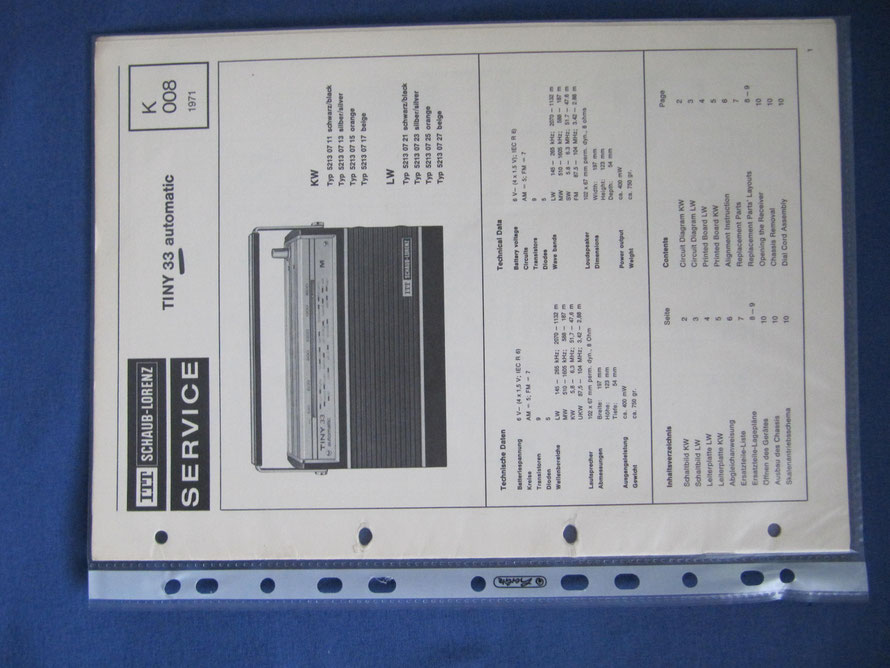 ITT SCHAUB-LORENZ
SERVICE
TINY 33 automatic
K
008
1971
TINY 33
automatic
M
ITT SCHAUB-LORENZ
KW
Typ 5213 07 11 schwarz/black
Typ 5213 07 13 silber/silver
Typ 5213 07 15 orange
Typ 5213 07 17 beige
LW
Typ 5213 07 21 schwarz/black
Typ 5213 07 23 silber/silver
Typ 5213 07 25 orange
Typ 5213 07 27 beige
Technische Daten
Batteriespannung 6 V– (4 x 1,5 V; IEC R 6)
Kreise AM – 5; FM – 7
Transistoren 9
Dioden 5
Wellenbereiche LW 145 – 265 kHz; 2070 – 1132 m
MW 510 – 1605 kHz; 588 – 187 m
KW 5,8 – 6,3 MHz; 51,7 – 47,6 m
UKW 87,5 – 104 MHz; 3,42 – 2,88 m
Lautsprecher 102 x 67 mm perm. dyn., 8 Ohm
Abmessungen Breite: 197 mm
Höhe: 123 mm
Tiefe: 54 mm
Ausgangsleistung ca. 400 mW
Gewicht ca. 750 gr.
Technical Data
Battery voltage 6 V– (4 x 1,5 V; IEC R 6)
Circuits AM – 5; FM – 7
Transistors 9
Diodes 5
Wave bands LW 145 – 265 kHz; 2070 – 1132 m
MW 510 – 1605 kHz; 588 – 187 m
SW 5.8 – 6.3 MHz; 51.7 – 47.6 m
FM 87.5 – 104 MHz; 3.42 – 2.88 m
Loudspeaker 102 x 67 mm perm. dyn., 8 ohms
Dimensions Width: 197 mm
Height: 123 mm
Depth: 54 mm
Power output ca. 400 mW
Weight ca. 750 gr.
Inhaltsverzeichnis Seite
Schaltbild KW 2
Schaltbild LW 3
Leiterplatte LW 4
Leiterplatte KW 5
Abgleichanweisung 6
Ersatzteile-Liste 7
Ersatzteile-Lagepläne 8–9
Öffnen des Gerätes 10
Ausbau des Chassis 10
Skalenantriebsschema 10
Contents Page
Circuit Diagram KW 2
Circuit Diagram LW 3
Printed Board LW 4
Printed Board KW 5
Alignment Instruction 6
Replacement Parts 7
Replacement Parts' Layouts 8–9
Opening the Receiver 10
Chassis Removal 10
Dial Cord Assembly 10
1
herlitz